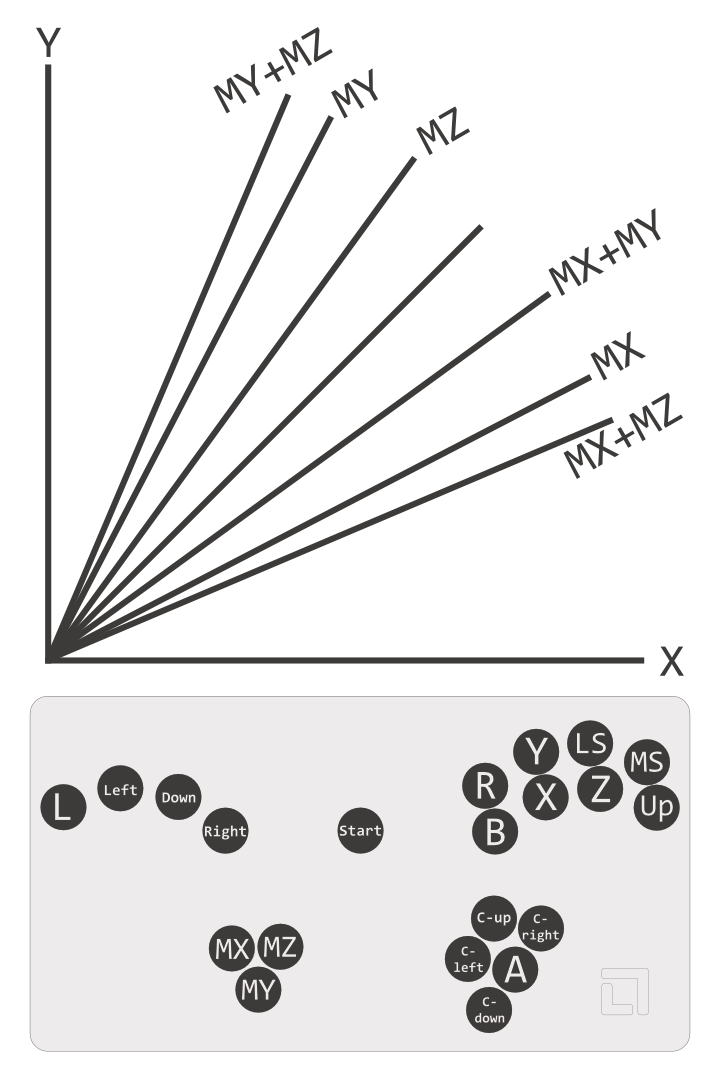 Y
MY+MZ
MY
MZ
MX+MY
MX
MX+MZ
X
L
Left
Down
Right
Start
R
Y
LS
MS
B
X
Z
Up
MX
MZ
MY
C-up
C-
right
C-
left
A
C-
down